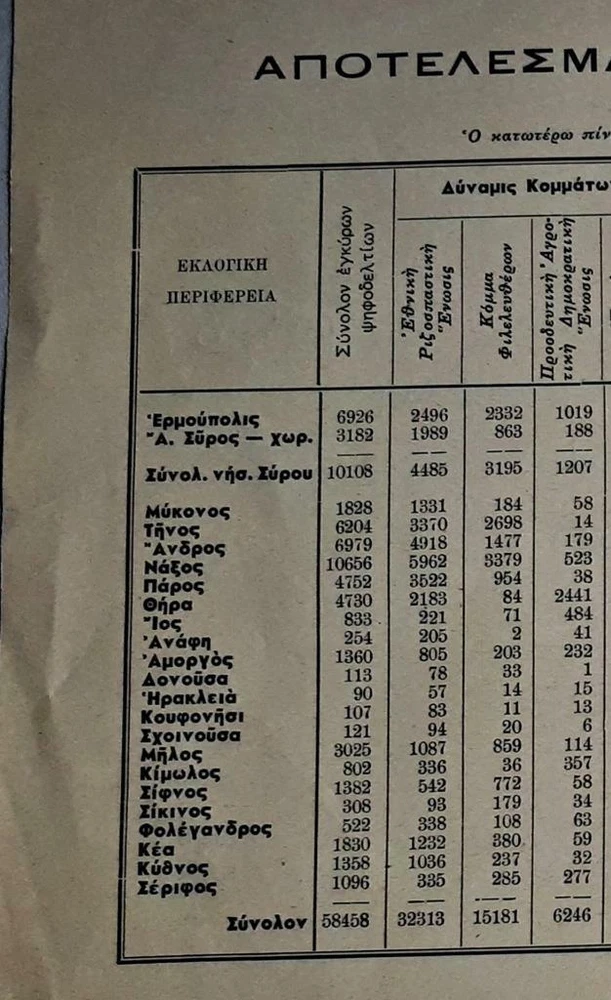 ΑΠΟΤΕΛΕΣΜΑ
Ὁ κατωτέρω πίν
ΕΚΛΟΓΙΚΗ ΠΕΡΙΦΕΡΕΙΑ
Σύνολον ἐγκύρων ψηφοδελτίων
Δύναμις Κομμάτω
Ἐθνικὴ Ριζοσπαστικὴ Ἕνωσις
Κόμμα Φιλελευθέρων
Προοδευτικὴ Ἀγρο-
τικὴ Δημοκρατικὴ Ἕνωσις
Ἑρμούπολις 6926 2496 2332 1019
Ἄ. Σῦρος — χωρ. 3182 1989 863 188
Σύνολ. νήσ. Σύρου 10108 4485 3195 1207
Μύκονος 1828 1331 184 58
Τῆνος 6204 3370 2698 14
Ἄνδρος 6979 4918 1477 179
Νάξος 10656 5962 3379 523
Πάρος 4752 3522 954 38
Θήρα 4730 2183 84 2441
Ἴος 833 221 71 484
Ἀνάφη 254 205 2 41
Ἀμοργὸς 1360 805 203 232
Δονοῦσα 113 78 33 1
Ἡρακλειὰ 90 57 14 15
Κουφονῆσι 107 83 11 13
Σχοινοῦσα 121 94 20 6
Μῆλος 3025 1087 859 114
Κίμωλος 802 336 36 357
Σίφνος 1382 542 772 58
Σίκινος 308 93 179 34
Φολέγανδρος 522 338 108 63
Κέα 1830 1232 380 59
Κύθνος 1358 1036 237 32
Σέριφος 1096 335 285 277
Σύνολον 58458 32313 15181 6246